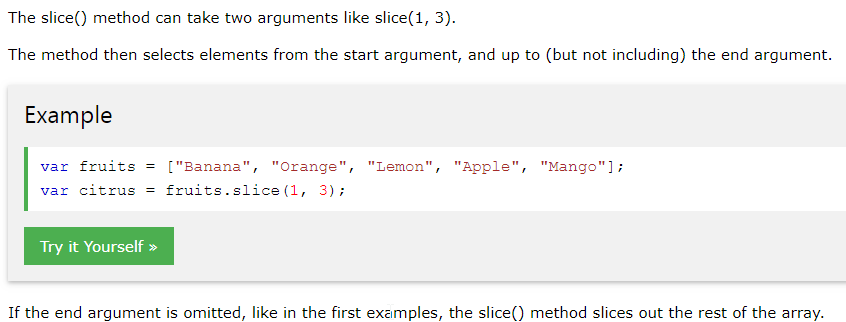 The slice() method can take two arguments like slice(1, 3).
The method then selects elements from the start argument, and up to (but not including) the end argument.
Example
var fruits = ["Banana", "Orange", "Lemon", "Apple", "Mango"];
var citrus = fruits.slice(1, 3);
Try it Yourself »
If the end argument is omitted, like in the first examples, the slice() method slices out the rest of the array.